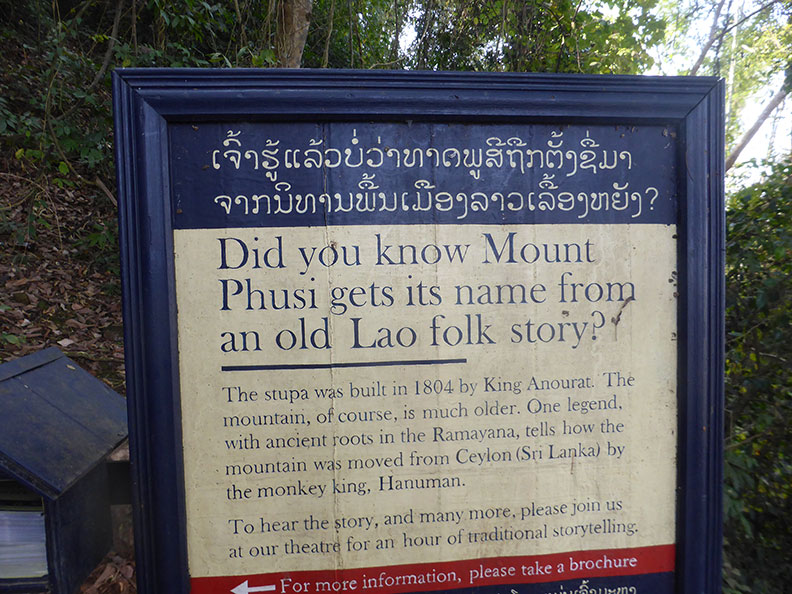 ເຈົ້າຮູ້ແລ້ວບໍ່ວ່າທາດພູສີຖືກຕັ້ງຊື່ມາ
ຈາກນິທານພື້ນເມືອງລາວເລື້ອງຫຍັງ?
Did you know Mount
Phusi gets its name from
an old Lao folk story?
The stupa was built in 1804 by King Anourat. The
mountain, of course, is much older. One legend,
with ancient roots in the Ramayana, tells how the
mountain was moved from Ceylon (Sri Lanka) by
the monkey king, Hanuman.
To hear the story, and many more, please join us
at our theatre for an hour of traditional storytelling.
For more information, please take a brochure